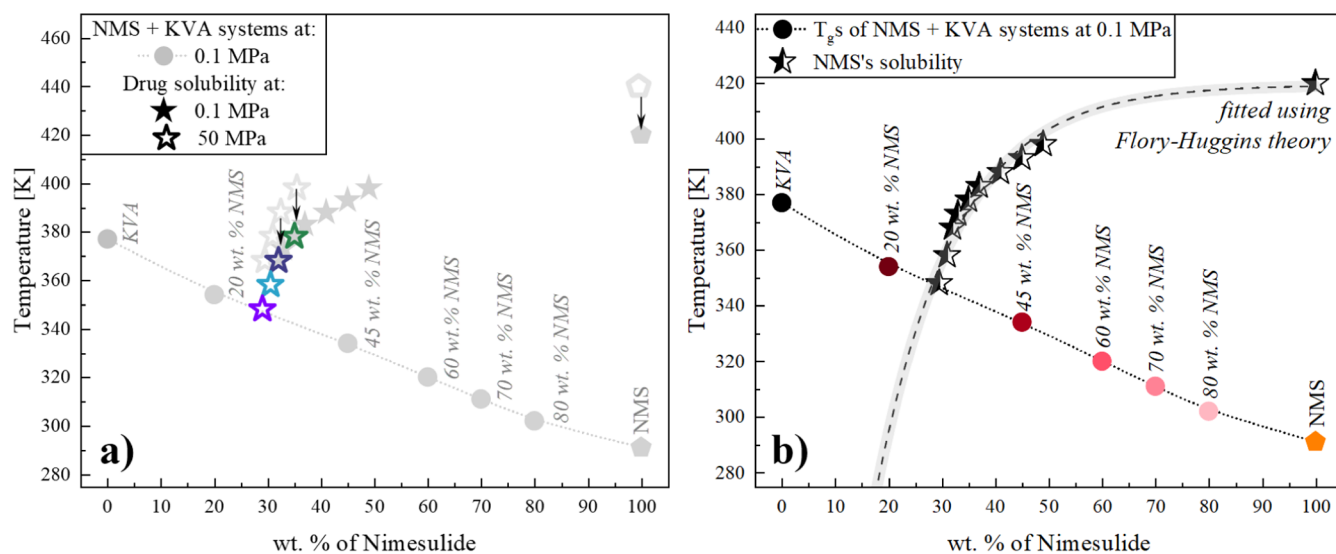 NMS + KVA systems at:
0.1 MPa
Drug solubility at:
0.1 MPa
50 MPa
460
440
420
400
380
360
340
320
300
280
Temperature [K]
KVA
20 wt. % NMS
45 wt. % NMS
60 wt.% NMS
70 wt. % NMS
80 wt. % NMS
NMS
a)
0 10 20 30 40 50 60 70 80 90 100
wt. % of Nimesulide
Tgs of NMS + KVA systems at 0.1 MPa
NMS's solubility
fitted using
Flory-Huggins theory
440
420
400
380
360
340
320
300
280
Temperature [K]
KVA
20 wt. % NMS
45 wt. % NMS
60 wt.% NMS
70 wt. % NMS
80 wt. % NMS
NMS
b)
0 10 20 30 40 50 60 70 80 90 100
wt. % of Nimesulide